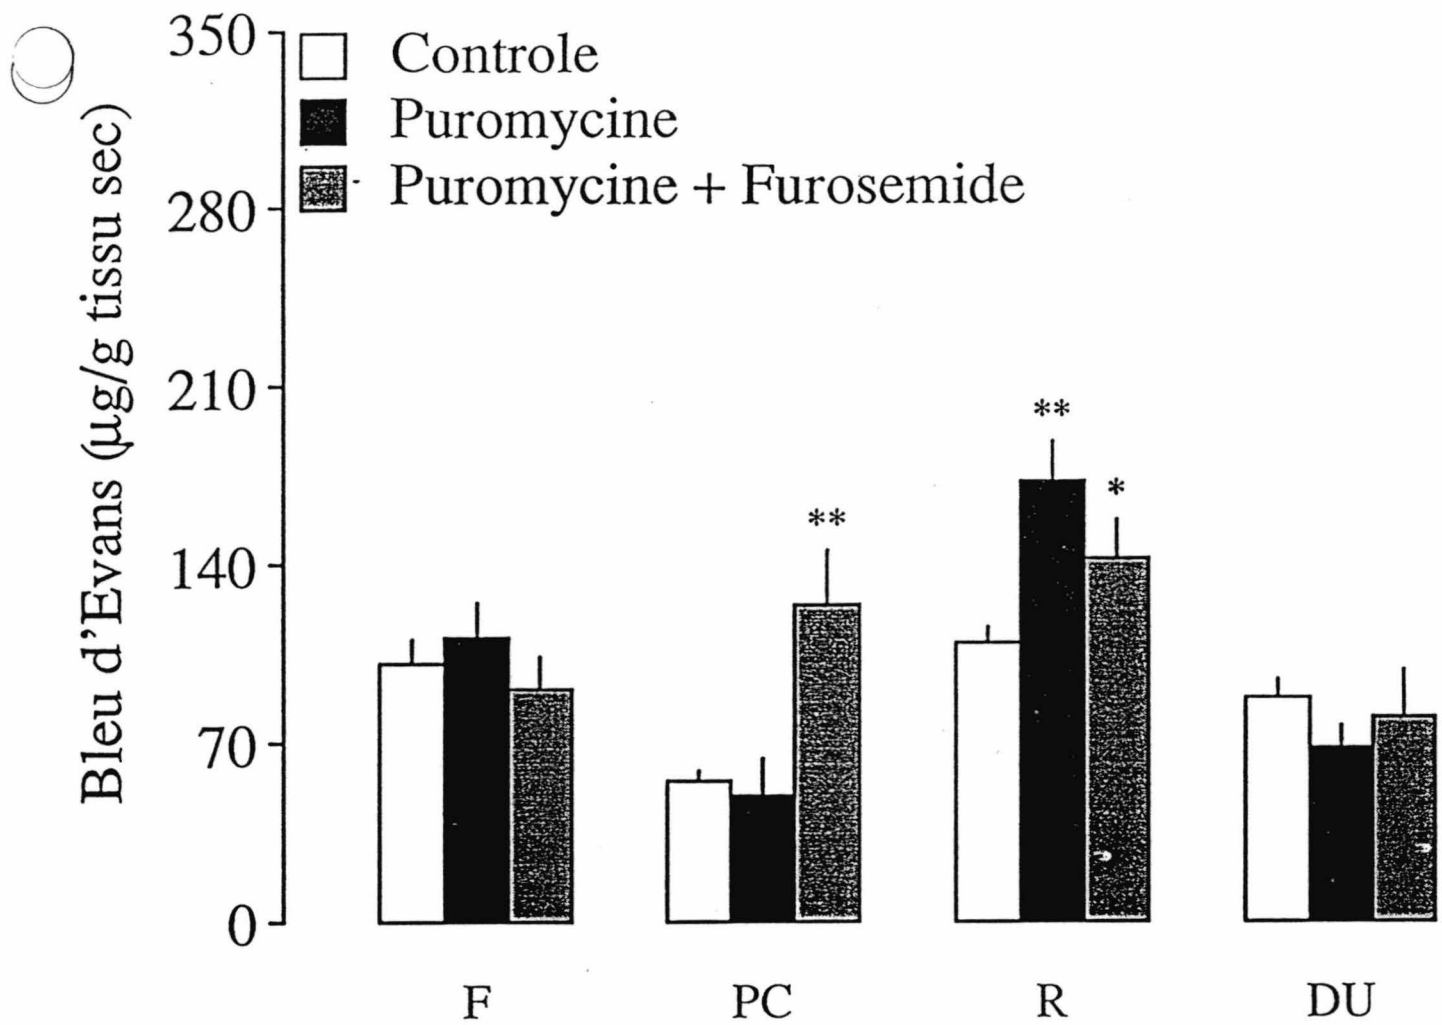 350
Controle
Puromycine
Puromycine + Furosemide
280
210
140
70
0
Bleu d'Evans (µg/g tissu sec)
**
**
*
F PC R DU